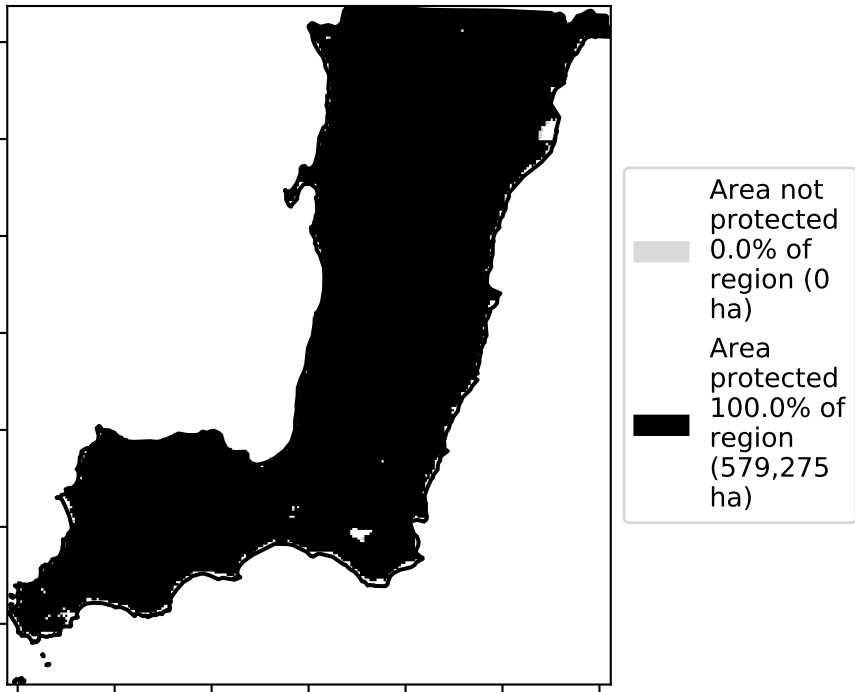 Area not
protected
0.0% of
region (0
ha)
Area
protected
100.0% of
region
(579,275
ha)